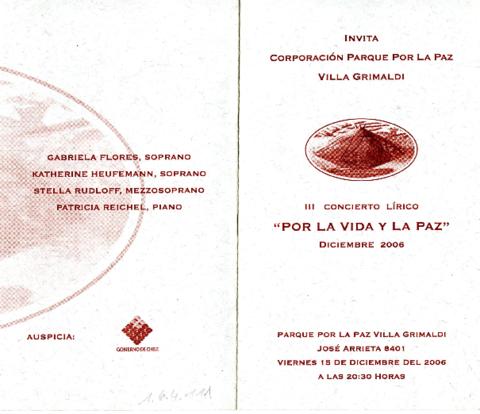 GABRIELA FLORES, SOPRANO
KATHERINE HEUFEMANN, SOPRANO
STELLA RUDLOFF, MEZZOSOPRANO
PATRICIA REICHEL, PIANO
AUSPICIA:
GOBIERNO DE CHILE
INVITA
CORPORACIÓN PARQUE POR LA PAZ
VILLA GRIMALDI
III CONCIERTO LÍRICO
"POR LA VIDA Y LA PAZ"
DICIEMBRE 2006
PARQUE POR LA PAZ VILLA GRIMALDI
JOSÉ ARRIETA 8401
VIERNES 15 DE DICIEMBRE DEL 2006
A LAS 20:30 HORAS